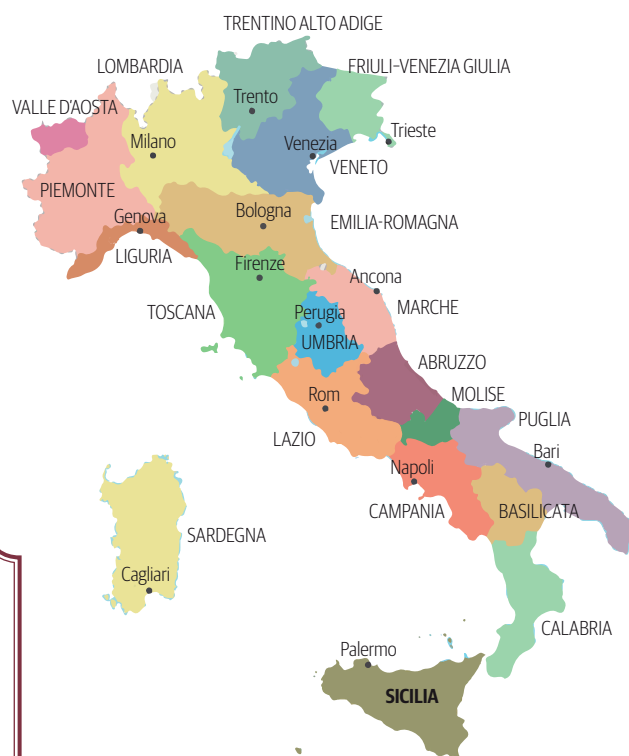 TRENTINO ALTO ADIGE
LOMBARDIA
FRIULI-VENEZIA GIULIA
VALLE D'AOSTA
Trento
Trieste
Milano
Venezia
VENETO
PIEMONTE
Genova
Bologna
EMILIA-ROMAGNA
LIGURIA
Firenze
Ancona
TOSCANA
Perugia
MARCHE
UMBRIA
ABRUZZO
Rom
MOLISE
PUGLIA
LAZIO
Bari
Napoli
CAMPANIA
BASILICATA
SARDEGNA
Cagliari
CALABRIA
Palermo
SICILIA